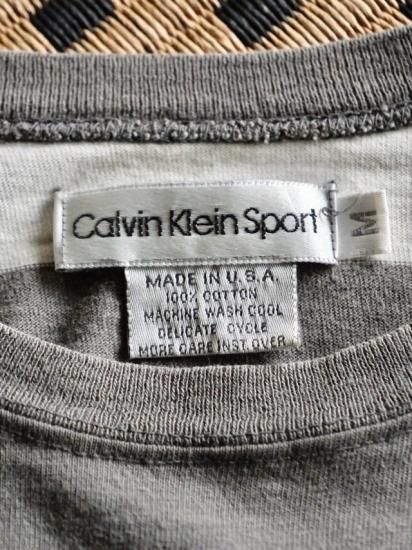 Calvin Klein Sport
M
MADE IN U.S.A.
100% COTTON
MACHINE WASH COOL
DELICATE CYCLE
MORE CARE INST. OVER